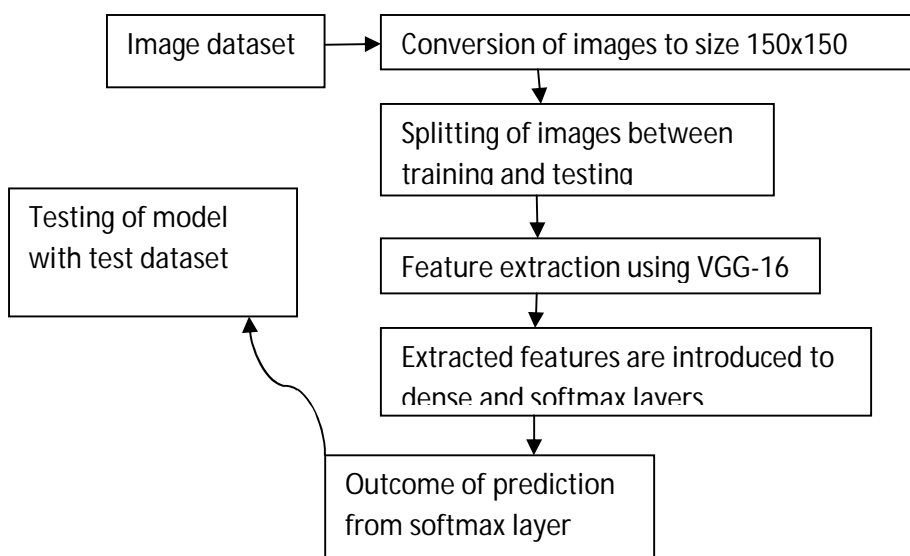 Image dataset
Conversion of images to size 150x150
Splitting of images between
training and testing
Feature extraction using VGG-16
Extracted features are introduced to
dense and softmax layers
Outcome of prediction
from softmax layer
Testing of model
with test dataset